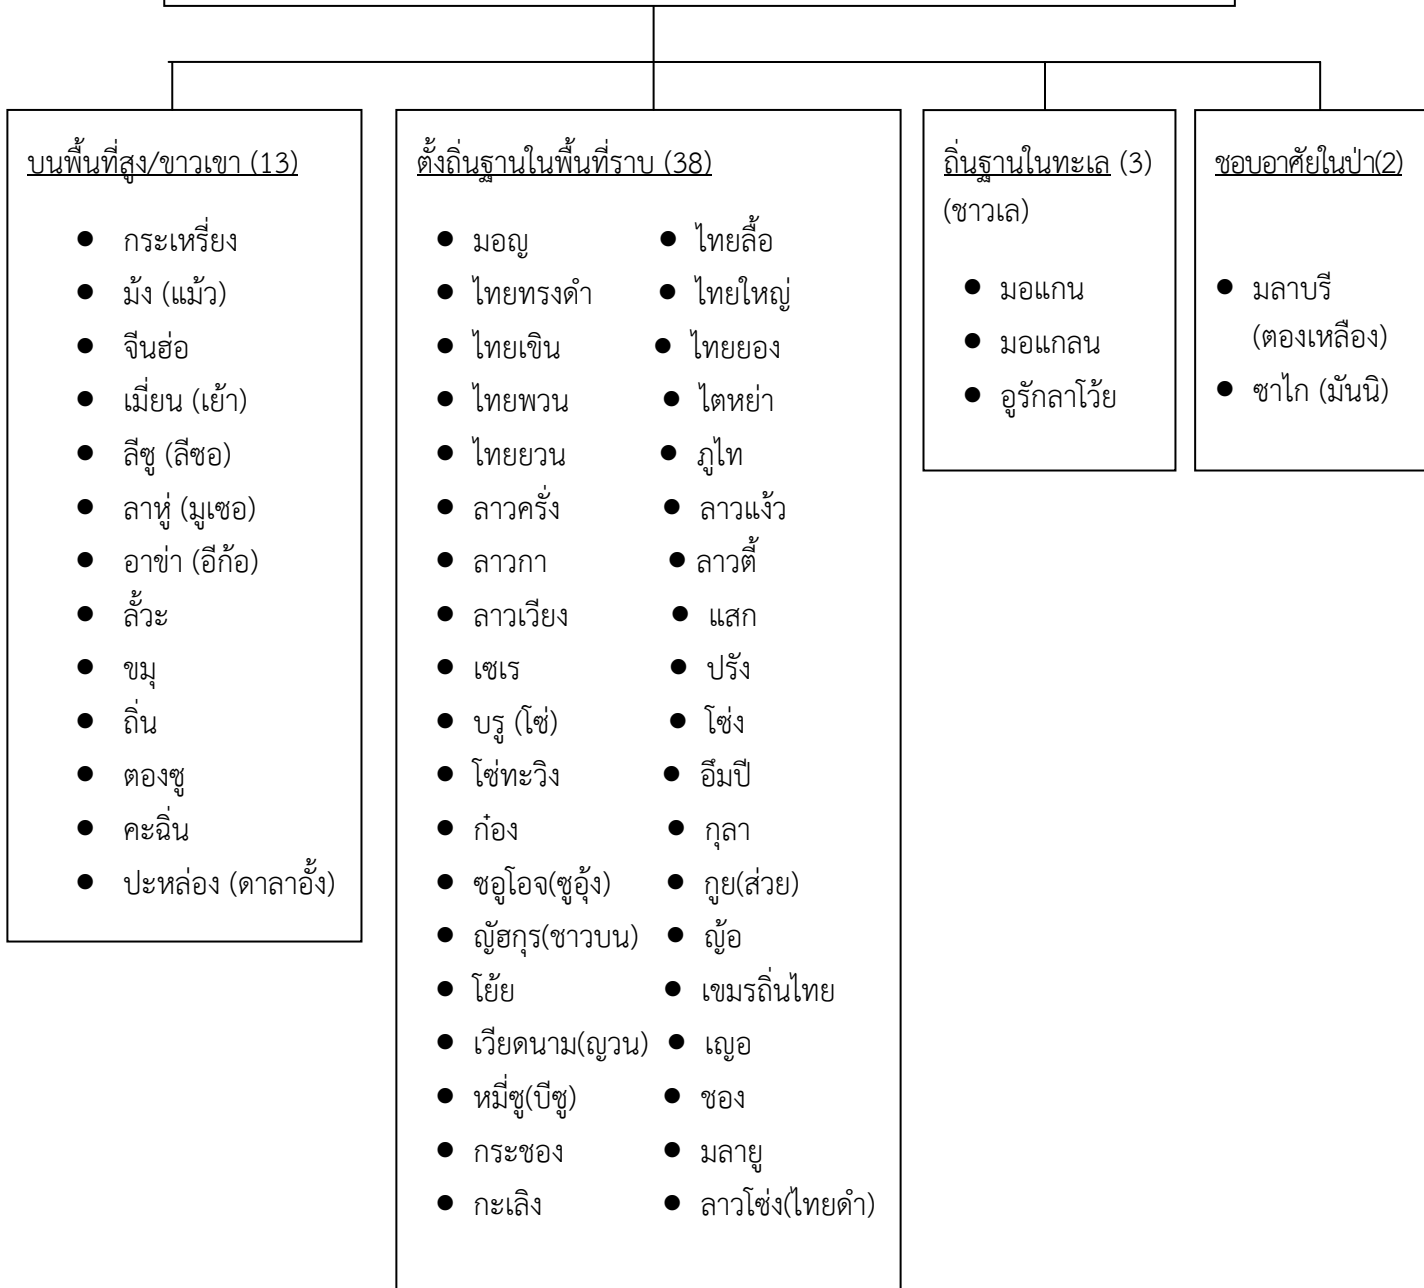 บนพื้นที่สูง/ขาวเขา (13)
● กระเหรี่ยง
● ม้ง (แม้ว)
● จีนฮ่อ
● เมี่ยน (เย้า)
● ลีซู (ลีซอ)
● ลาหู่ (มูเซอ)
● อาข่า (อีก้อ)
● ลั้วะ
● ขมุ
● ถิ่น
● ตองซู
● คะฉิ่น
● ปะหล่อง (ดาลาอั้ง)
ตั้งถิ่นฐานในพื้นที่ราบ (38)
● มอญ ● ไทยลื้อ
● ไทยทรงดำ ● ไทยใหญ่
● ไทยเขิน ● ไทยยอง
● ไทยพวน ● ไตหย่า
● ไทยยวน ● ภูไท
● ลาวครั่ง ● ลาวแง้ว
● ลาวกา ● ลาวตี้
● ลาวเวียง ● แสก
● เซเร ● ปรัง
● บรู (โซ่) ● โซ่ง
● โซ่ทะวิง ● อึมปี
● ก๋อง ● กุลา
● ซอูโอจ(ซูอุ้ง) ● กูย(ส่วย)
● ญัฮกุร(ชาวบน) ● ญ้อ
● โย้ย ● เขมรถิ่นไทย
● เวียดนาม(ญวน) ● เญอ
● หมี่ซู(บีซู) ● ชอง
● กระชอง ● มลายู
● กะเลิง ● ลาวโซ่ง(ไทยดำ)
ถิ่นฐานในทะเล (3)
(ชาวเล)
● มอแกน
● มอแกลน
● อูรักลาโว้ย
ชอบอาศัยในป่า(2)
● มลาบรี
(ตองเหลือง)
● ซาไก (มันนิ)